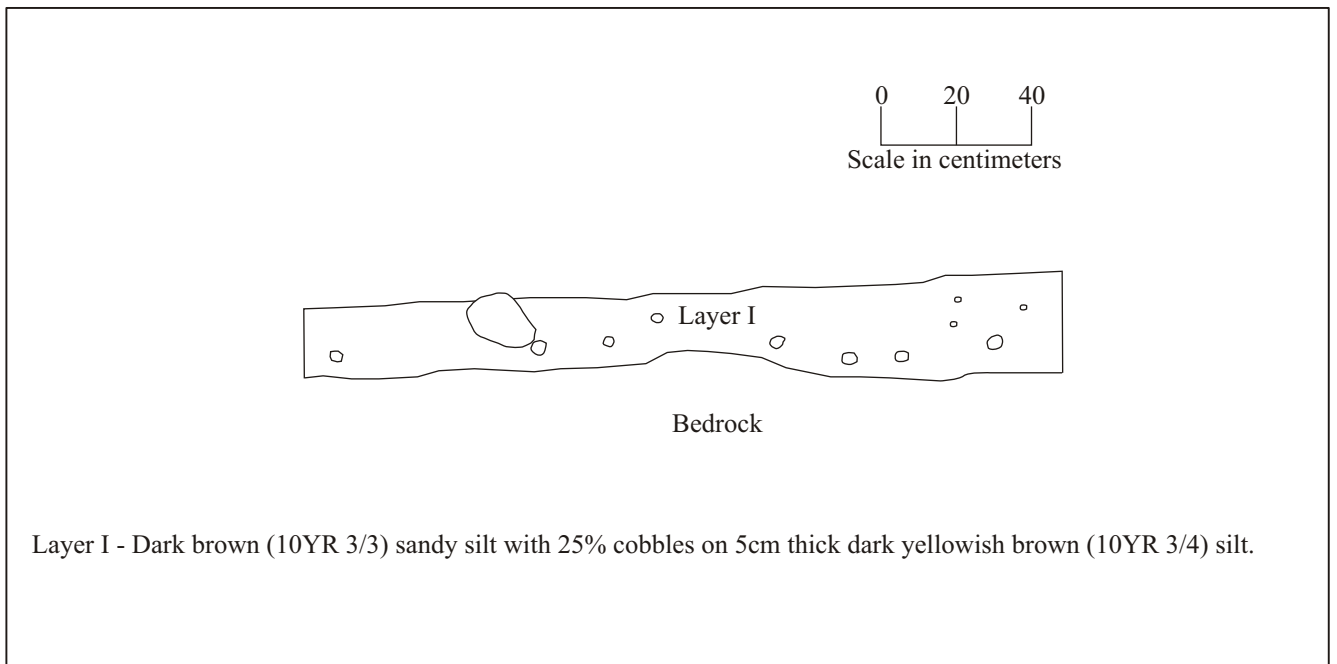 0 20 40
Scale in centimeters
Layer I
Bedrock
Layer I - Dark brown (10YR 3/3) sandy silt with 25% cobbles on 5cm thick dark yellowish brown (10YR 3/4) silt.